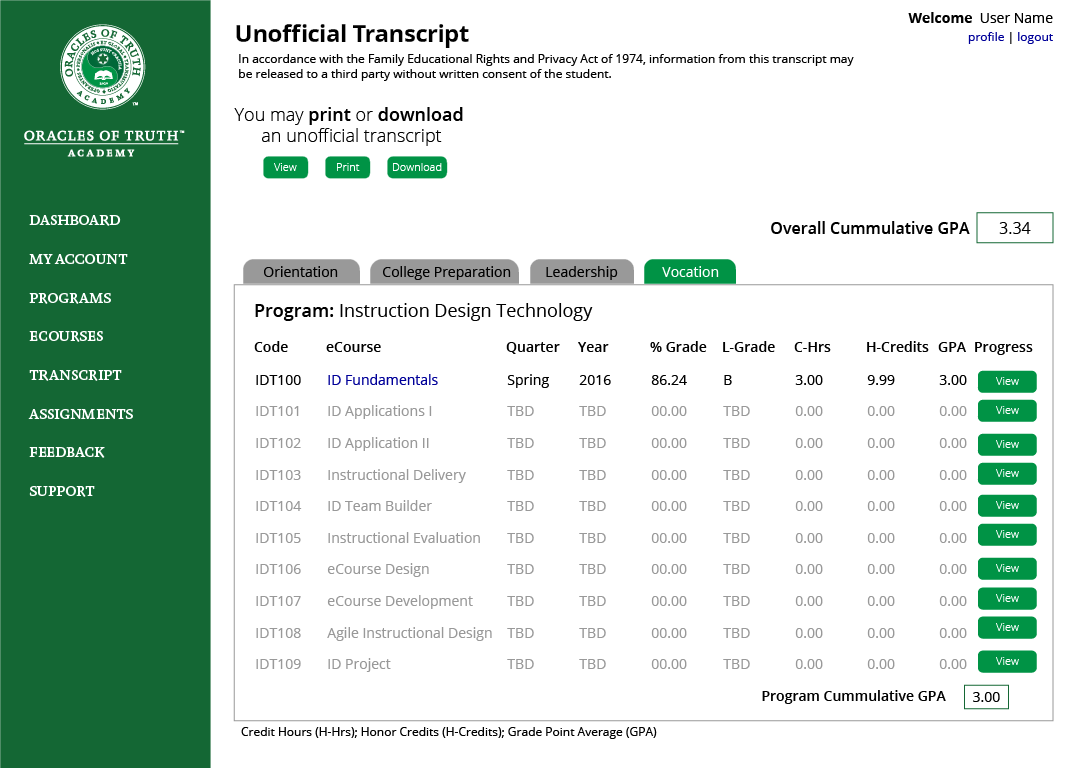 ORACLES OF TRUTH
ACADEMY
™
ORACLES OF TRUTH™
ACADEMY
DASHBOARD
MY ACCOUNT
PROGRAMS
ECOURSES
TRANSCRIPT
ASSIGNMENTS
FEEDBACK
SUPPORT
Welcome User Name
profile | logout
Unofficial Transcript
In accordance with the Family Educational Rights and Privacy Act of 1974, information from this transcript may
be released to a third party without written consent of the student.
You may print or download
an unofficial transcript
View Print Download
Overall Cummulative GPA 3.34
Orientation College Preparation Leadership Vocation
Program: Instruction Design Technology
Code eCourse Quarter Year % Grade L-Grade C-Hrs H-Credits GPA Progress
IDT100 ID Fundamentals Spring 2016 86.24 B 3.00 9.99 3.00 View
IDT101 ID Applications I TBD TBD 00.00 TBD 0.00 0.00 0.00 View
IDT102 ID Application II TBD TBD 00.00 TBD 0.00 0.00 0.00 View
IDT103 Instructional Delivery TBD TBD 00.00 TBD 0.00 0.00 0.00 View
IDT104 ID Team Builder TBD TBD 00.00 TBD 0.00 0.00 0.00 View
IDT105 Instructional Evaluation TBD TBD 00.00 TBD 0.00 0.00 0.00 View
IDT106 eCourse Design TBD TBD 00.00 TBD 0.00 0.00 0.00 View
IDT107 eCourse Development TBD TBD 00.00 TBD 0.00 0.00 0.00 View
IDT108 Agile Instructional Design TBD TBD 00.00 TBD 0.00 0.00 0.00 View
IDT109 ID Project TBD TBD 00.00 TBD 0.00 0.00 0.00 View
Program Cummulative GPA 3.00
Credit Hours (H-Hrs); Honor Credits (H-Credits); Grade Point Average (GPA)